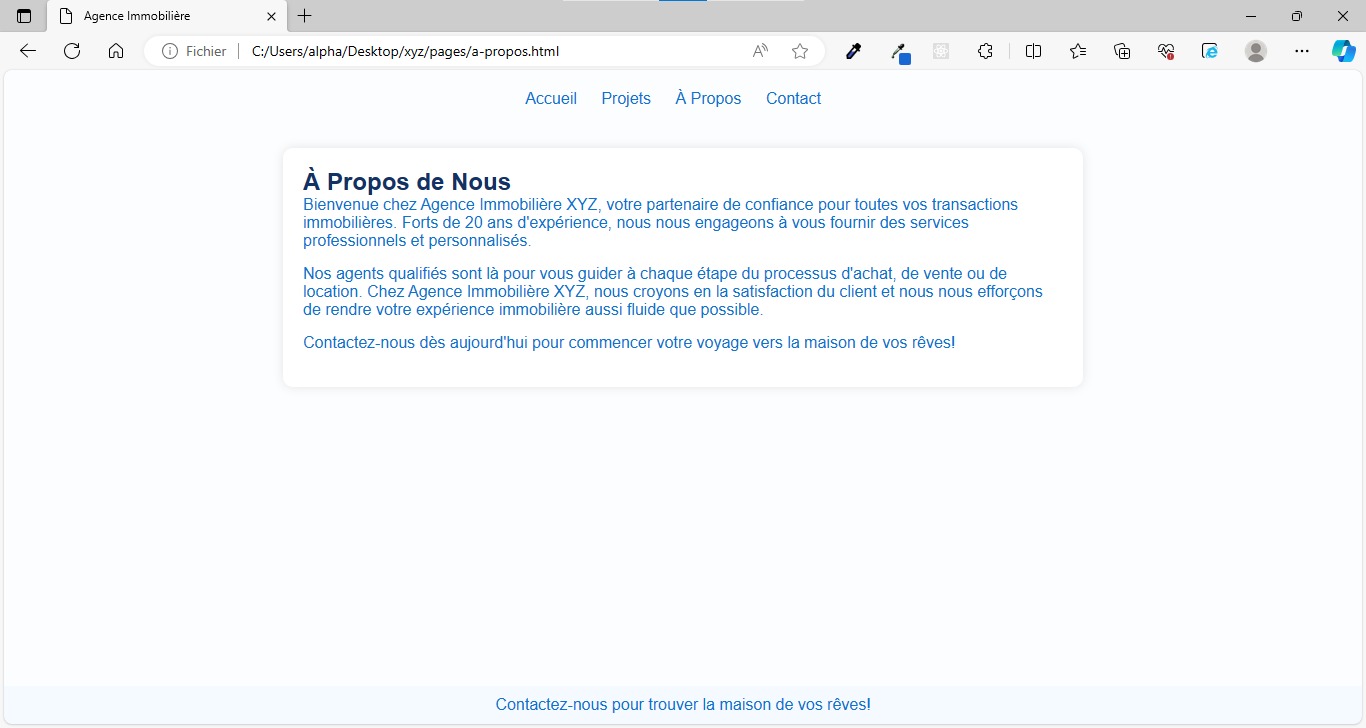 Agence Immobilière
Fichier C:/Users/alpha/Desktop/xyz/pages/a-propos.html
Accueil Projets À Propos Contact
À Propos de Nous
Bienvenue chez Agence Immobilière XYZ, votre partenaire de confiance pour toutes vos transactions
immobilières. Forts de 20 ans d'expérience, nous nous engageons à vous fournir des services
professionnels et personnalisés.
Nos agents qualifiés sont là pour vous guider à chaque étape du processus d'achat, de vente ou de
location. Chez Agence Immobilière XYZ, nous croyons en la satisfaction du client et nous nous efforçons
de rendre votre expérience immobilière aussi fluide que possible.
Contactez-nous dès aujourd'hui pour commencer votre voyage vers la maison de vos rêves!
Contactez-nous pour trouver la maison de vos rêves!